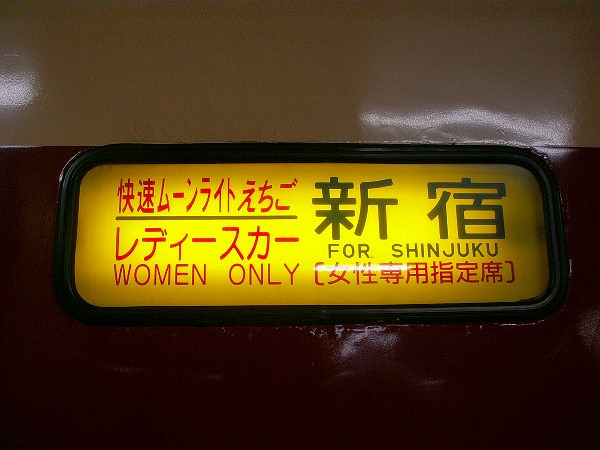 快速ムーンライトえちご
レディースカー
WOMEN ONLY
新宿
FOR SHINJUKU
〔女性専用指定席〕